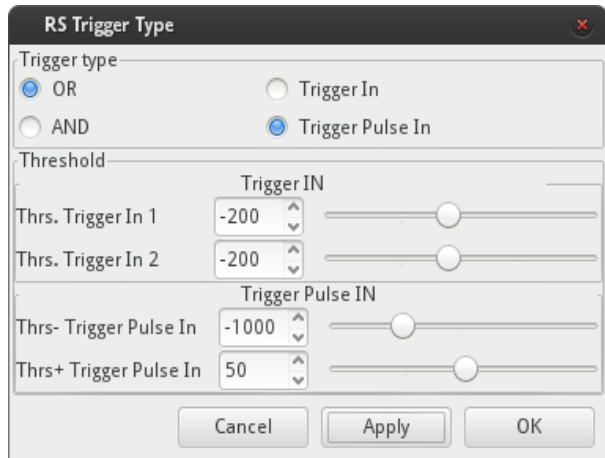 RS Trigger Type
Trigger type
OR Trigger In
AND Trigger Pulse In
Threshold
Trigger IN
Thrs. Trigger In 1 -200
Thrs. Trigger In 2 -200
Trigger Pulse IN
Thrs- Trigger Pulse In -1000
Thrs+ Trigger Pulse In 50
Cancel Apply OK